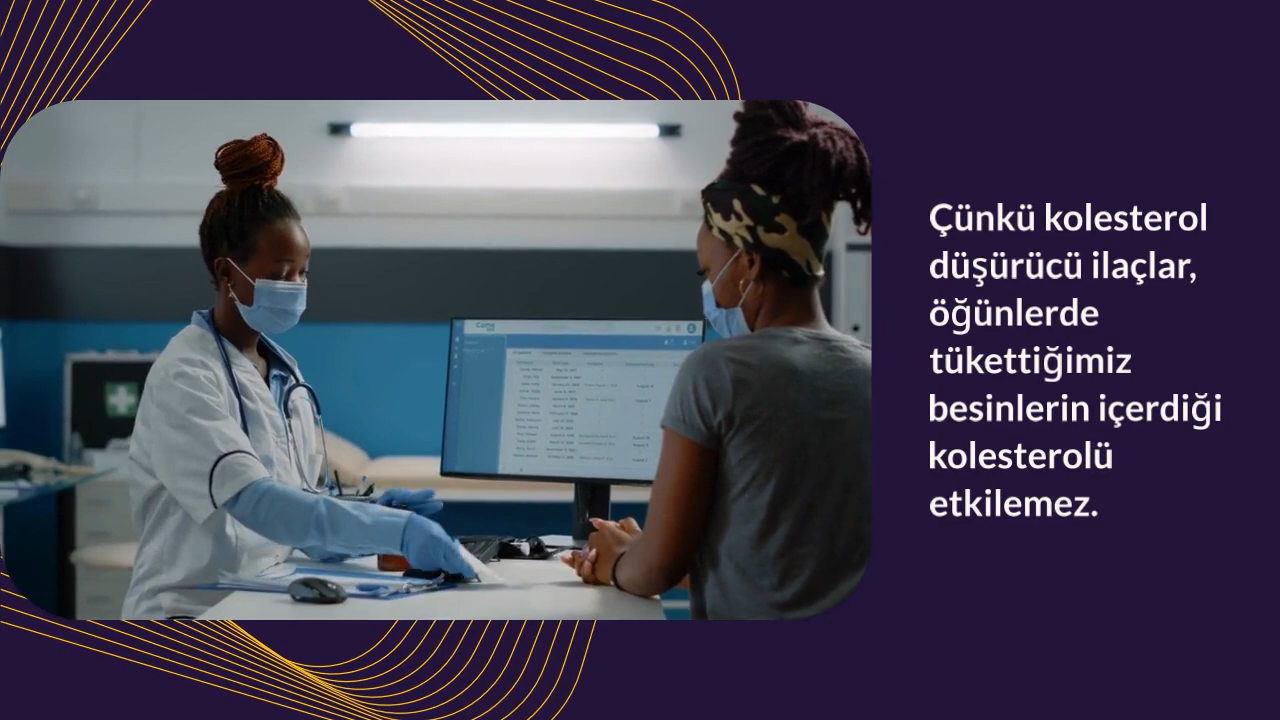 Çünkü kolesterol
düşürücü ilaçlar,
öğünlerde
tükettiğimiz
besinlerin içerdiği
kolesterolü
etkilemez.